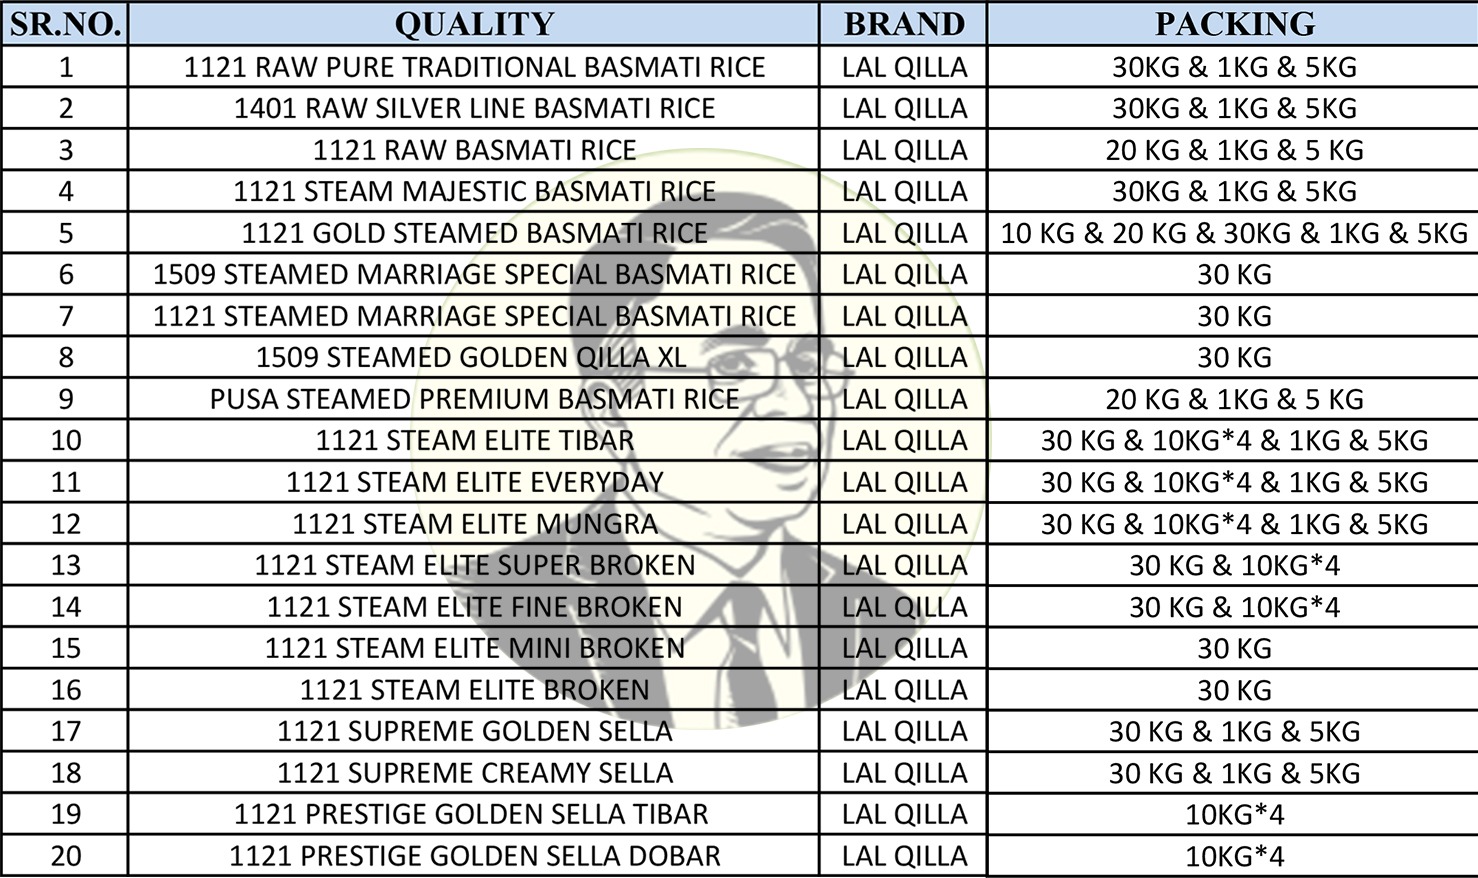 SR.NO. QUALITY BRAND PACKING
1 1121 RAW PURE TRADITIONAL BASMATI RICE LAL QILLA 30KG & 1KG & 5KG
2 1401 RAW SILVER LINE BASMATI RICE LAL QILLA 30KG & 1KG & 5KG
3 1121 RAW BASMATI RICE LAL QILLA 20 KG & 1KG & 5 KG
4 1121 STEAM MAJESTIC BASMATI RICE LAL QILLA 30KG & 1KG & 5KG
5 1121 GOLD STEAMED BASMATI RICE LAL QILLA 10 KG & 20 KG & 30KG & 1KG & 5KG
6 1509 STEAMED MARRIAGE SPECIAL BASMATI RICE LAL QILLA 30 KG
7 1121 STEAMED MARRIAGE SPECIAL BASMATI RICE LAL QILLA 30 KG
8 1509 STEAMED GOLDEN QILLA XL LAL QILLA 30 KG
9 PUSA STEAMED PREMIUM BASMATI RICE LAL QILLA 20 KG & 1KG & 5 KG
10 1121 STEAM ELITE TIBAR LAL QILLA 30 KG & 10KG*4 & 1KG & 5KG
11 1121 STEAM ELITE EVERYDAY LAL QILLA 30 KG & 10KG*4 & 1KG & 5KG
12 1121 STEAM ELITE MUNGRA LAL QILLA 30 KG & 10KG*4 & 1KG & 5KG
13 1121 STEAM ELITE SUPER BROKEN LAL QILLA 30 KG & 10KG*4
14 1121 STEAM ELITE FINE BROKEN LAL QILLA 30 KG & 10KG*4
15 1121 STEAM ELITE MINI BROKEN LAL QILLA 30 KG
16 1121 STEAM ELITE BROKEN LAL QILLA 30 KG
17 1121 SUPREME GOLDEN SELLA LAL QILLA 30 KG & 1KG & 5KG
18 1121 SUPREME CREAMY SELLA LAL QILLA 30 KG & 1KG & 5KG
19 1121 PRESTIGE GOLDEN SELLA TIBAR LAL QILLA 10KG*4
20 1121 PRESTIGE GOLDEN SELLA DOBAR LAL QILLA 10KG*4